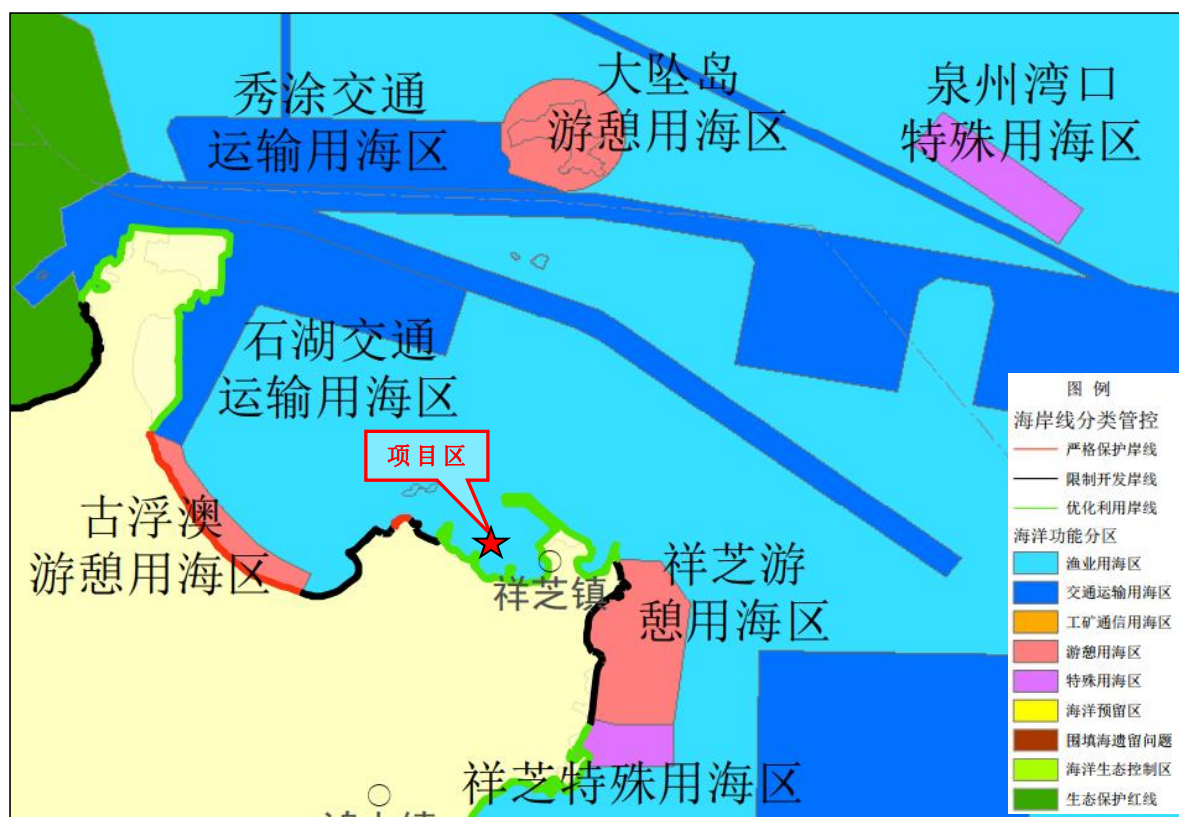 秀涂交通
运输用海区
大坠岛
游憩用海区
泉州湾口
特殊用海区
石湖交通
运输用海区
项目区
古浮澳
游憩用海区
祥芝镇
祥芝游
憩用海区
祥芝特殊用海区
图 例
海岸线分类管控
严格保护岸线
限制开发岸线
优化利用岸线
海洋功能分区
渔业用海区
交通运输用海区
工矿通信用海区
游憩用海区
特殊用海区
海洋预留区
围填海遗留问题
海洋生态控制区
生态保护红线